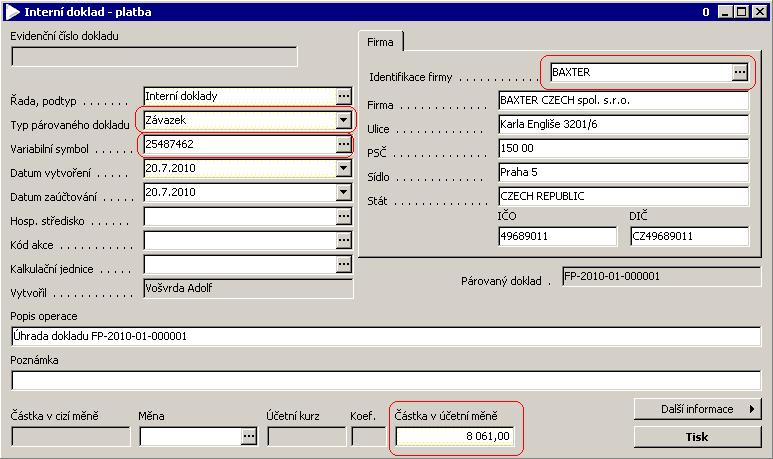 Interní doklad - platba 0
Evidenční číslo dokladu
Řada, podtyp . . . . . . . Interní doklady ...
Typ párovaného dokladu Závazek
Variabilní symbol . . . . . 25487462 ...
Datum vytvoření . . . . . 20.7.2010
Datum zaúčtování . . . . 20.7.2010
Hosp. středisko . . . . . . ...
Kód akce . . . . . . . . . . ...
Kalkulační jednice . . . . . ...
Vytvořil . . . . . . . . . . . Vošvrda Adolf
Firma
Identifikace firmy . . . . . . . . . . BAXTER ...
Firma . . . . . . . . . . . . BAXTER CZECH spol. s.r.o.
Ulice . . . . . . . . . . . . Karla Engliše 3201/6
PSČ . . . . . . . . . . . . 150 00
Sídlo . . . . . . . . . . . . Praha 5
Stát . . . . . . . . . . . . CZECH REPUBLIC
IČO DIČ
49689011 CZ49689011
Párovaný doklad . FP-2010-01-000001
Popis operace
Úhrada dokladu FP-2010-01-000001
Poznámka
Částka v cizí měně Měna Účetní kurz Koef. Částka v účetní měně
... 8 061,00
Další informace
Tisk